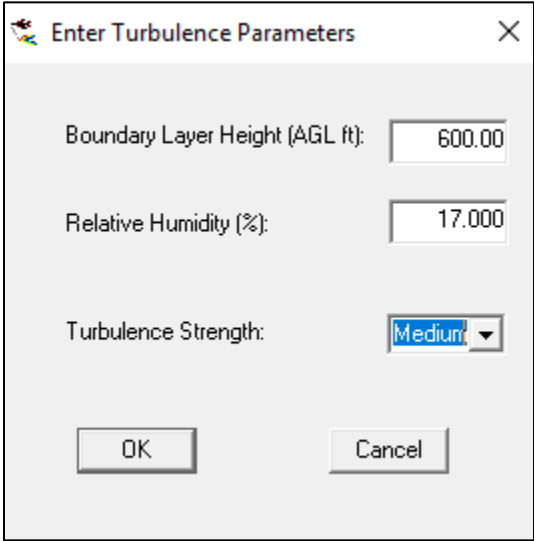 Enter Turbulence Parameters
Boundary Layer Height (AGL ft): 600.00
Relative Humidity (%): 17.000
Turbulence Strength: Medium
OK Cancel